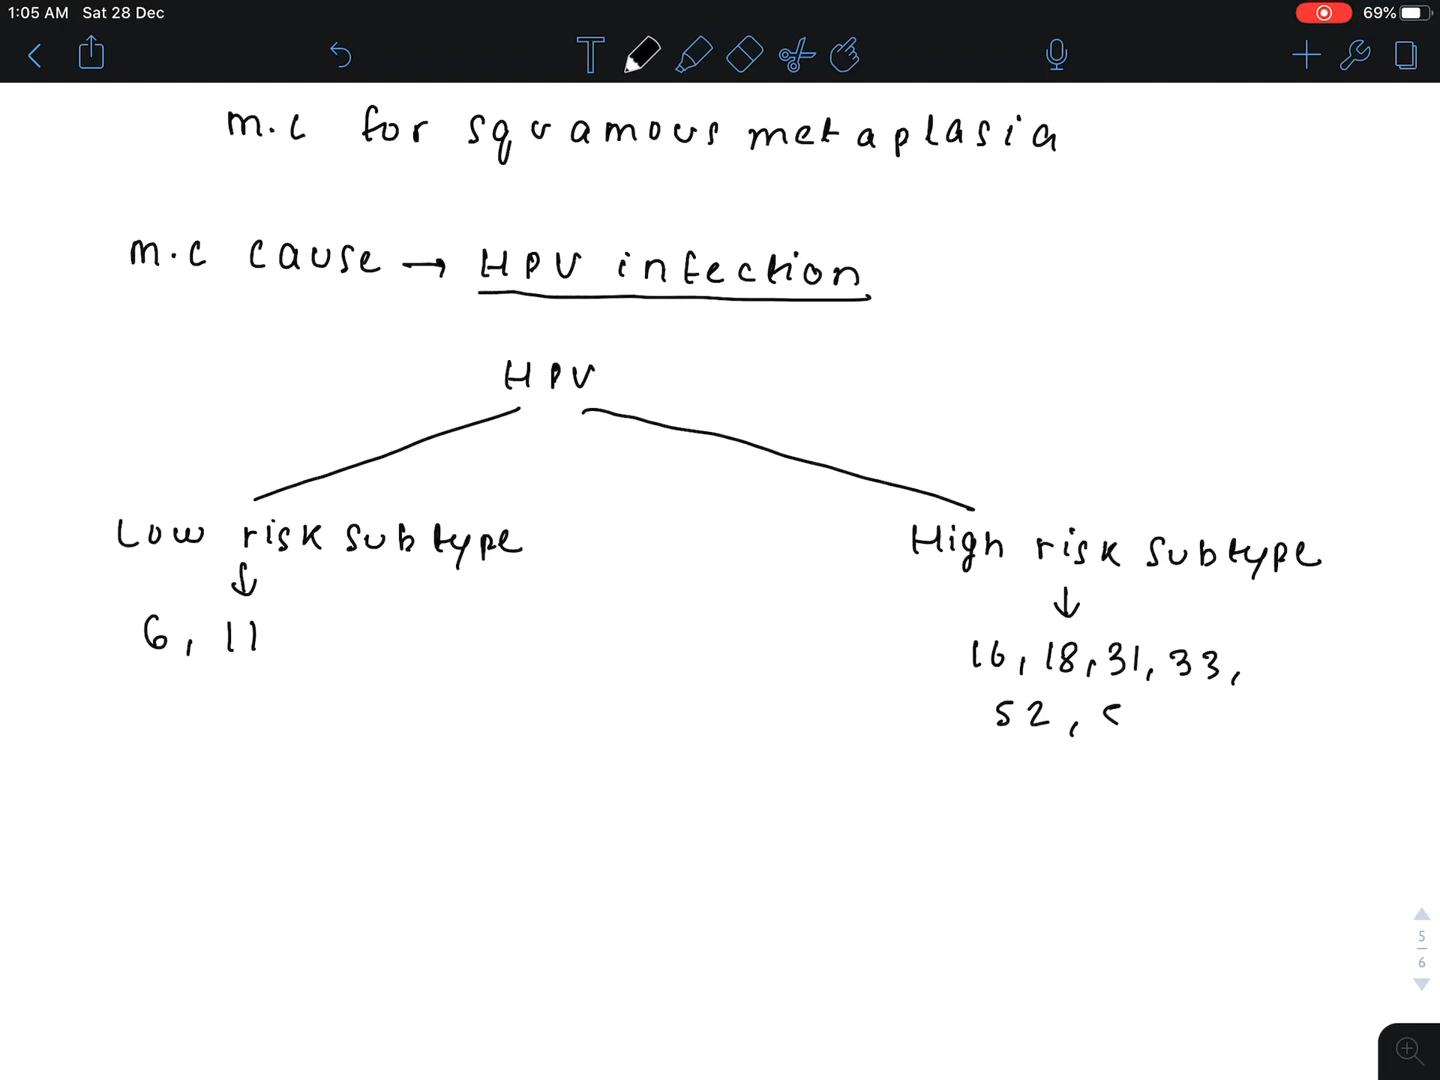 1:05 AM Sat 28 Dec 69%
m.c for squamous metaplasia
m.c cause → HPV infection
HPV
Low risk subtype High risk subtype
↓ ↓
6, 11 16, 18, 31, 33,
52,
5
6